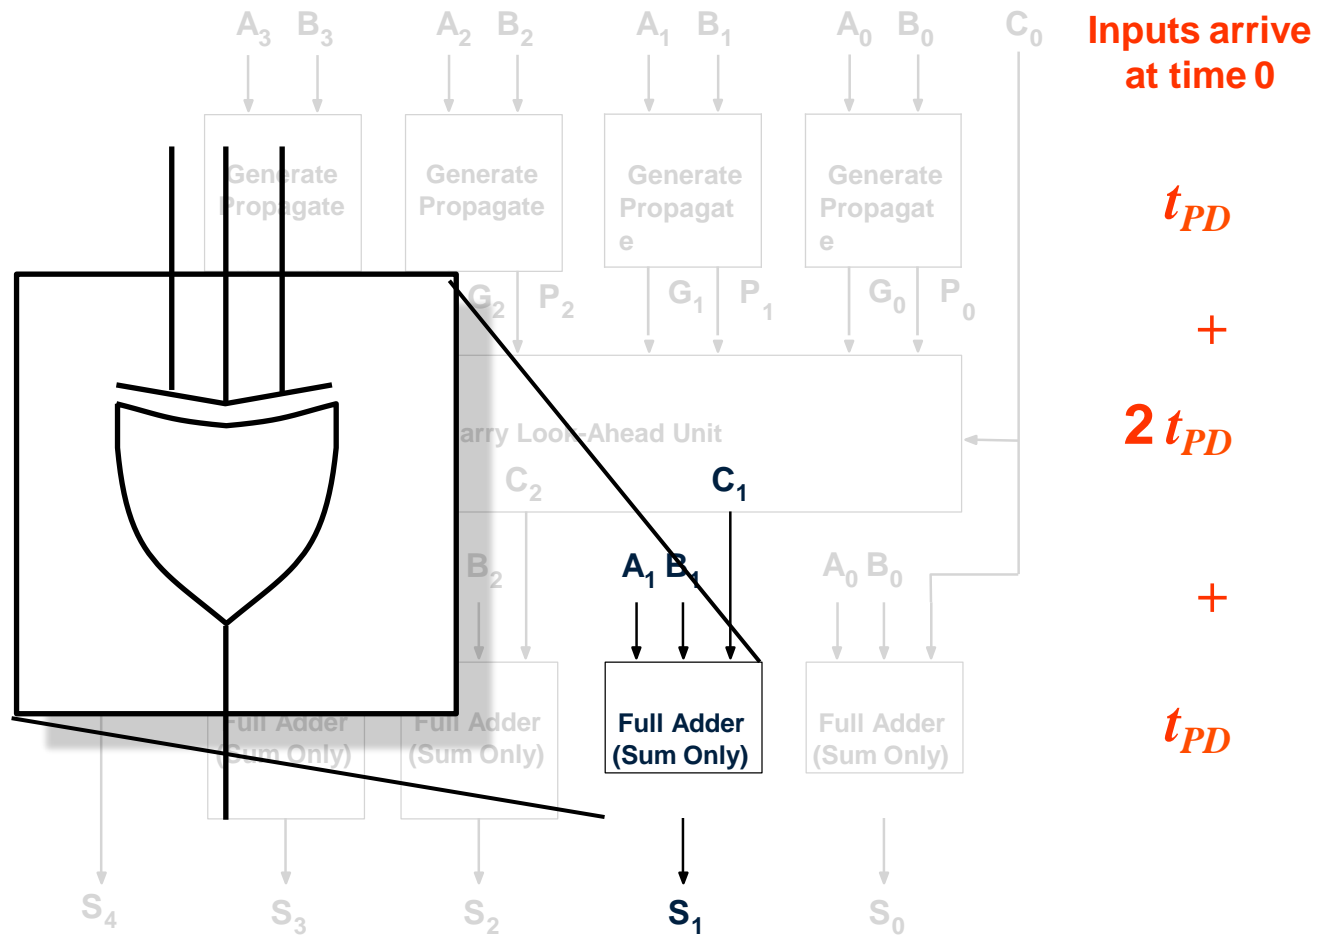 A3 B3 A2 B2 A1 B1 A0 B0 C0
Inputs arrive
at time 0
Generate
Propagate
Generate
Propagate
Generate
Propagat
e
Generate
Propagat
e
tPD
G2 P2 G1 P1 G0 P0
+
arry Look-Ahead Unit
2 tPD
C2 C1
B2 A1 B1 A0 B0
+
Full Adder
(Sum Only)
Full Adder
(Sum Only)
Full Adder
(Sum Only)
Full Adder
(Sum Only)
tPD
S4 S3 S2 S1 S0